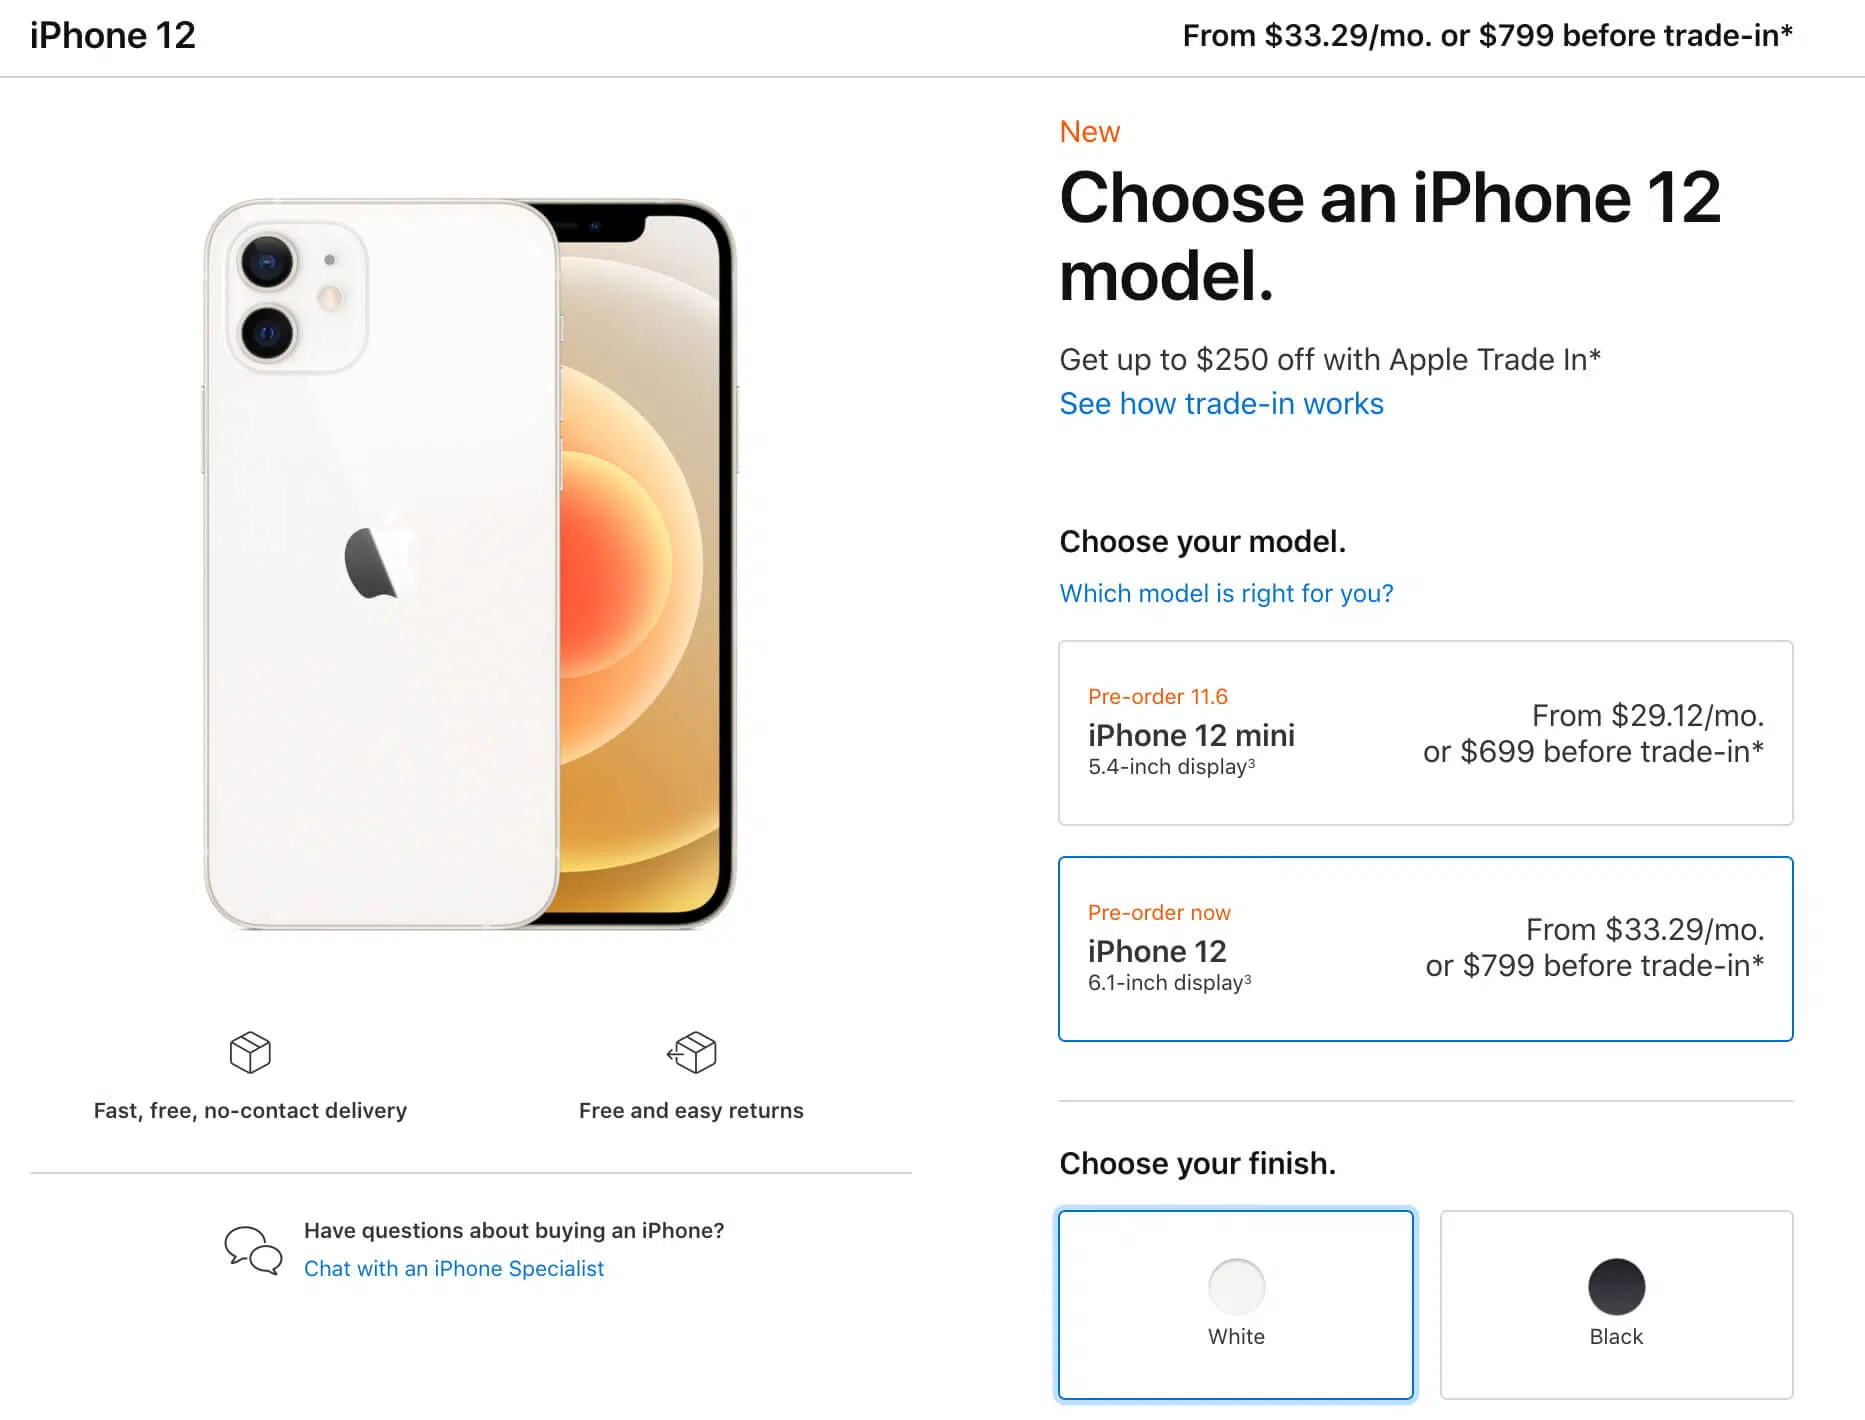 iPhone 12
From $33.29/mo. or $799 before trade-in*
New
Choose an iPhone 12
model.
Get up to $250 off with Apple Trade In*
See how trade-in works
Choose your model.
Which model is right for you?
Pre-order 11.6
iPhone 12 mini
5.4-inch display³
From $29.12/mo.
or $699 before trade-in*
Pre-order now
iPhone 12
6.1-inch display³
From $33.29/mo.
or $799 before trade-in*
Fast, free, no-contact delivery
Free and easy returns
Have questions about buying an iPhone?
Chat with an iPhone Specialist
Choose your finish.
White
Black